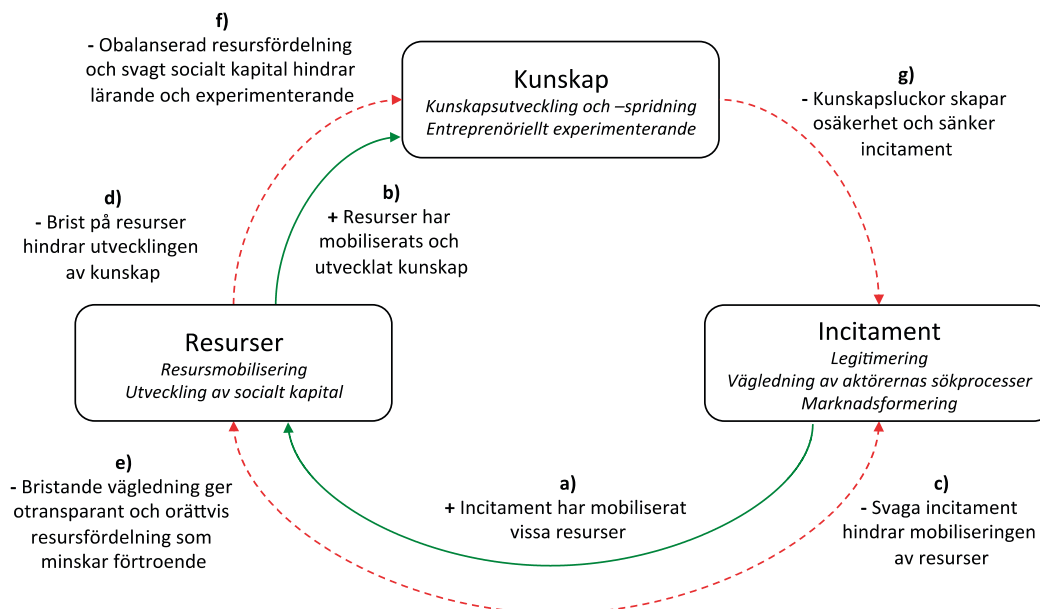 f)
- Obalanserad resursfördelning
och svagt socialt kapital hindrar
lärande och experimenterande
Kunskap
Kunskapsutveckling och –spridning
Entreprenöriellt experimenterande
g)
- Kunskapsluckor skapar
osäkerhet och sänker
incitament
d)
- Brist på resurser
hindrar utvecklingen
av kunskap
b)
+ Resurser har
mobiliserats och
utvecklat kunskap
Resurser
Resursmobilisering
Utveckling av socialt kapital
Incitament
Legitimering
Vägledning av aktörernas sökprocesser
Marknadsformering
e)
- Bristande vägledning ger
otransparant och orättvis
resursfördelning som
minskar förtroende
a)
+ Incitament har mobiliserat
vissa resurser
c)
- Svaga incitament
hindrar mobiliseringen
av resurser